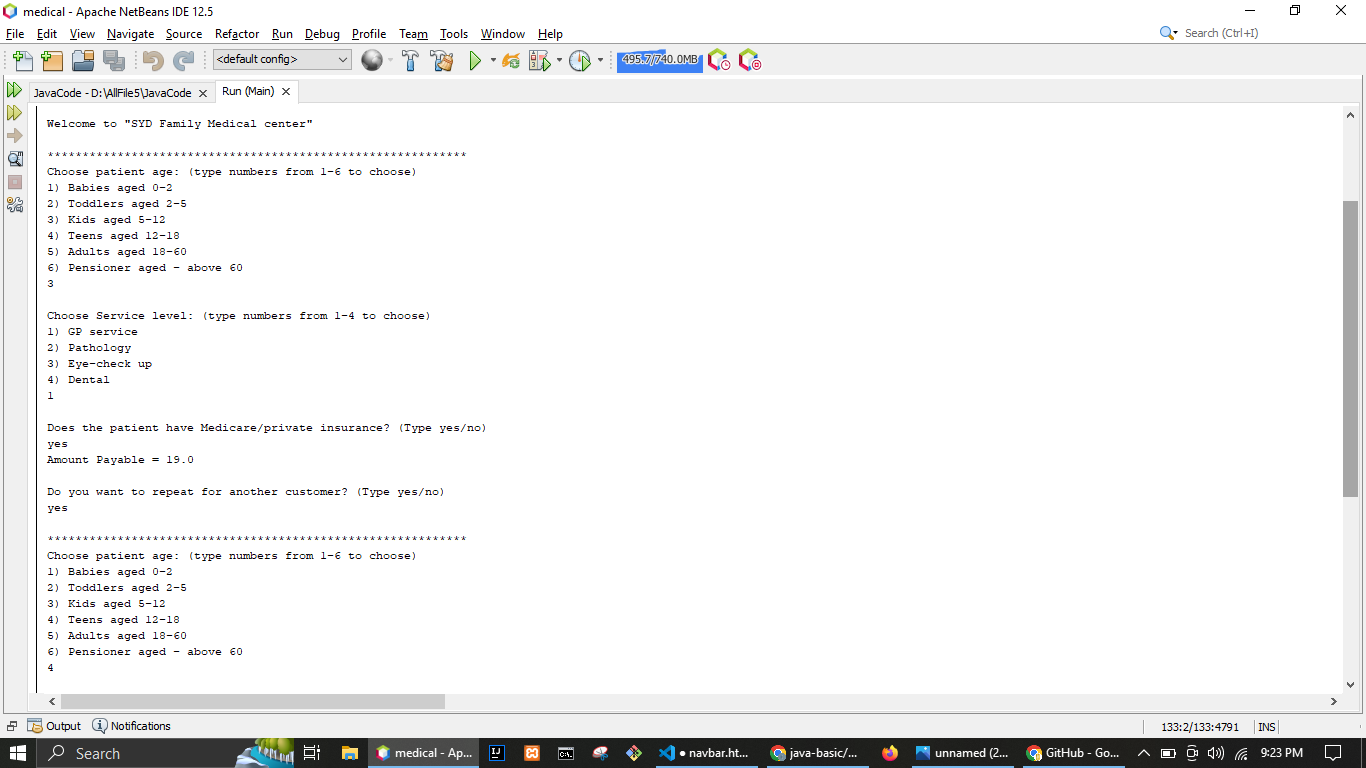 medical - Apache NetBeans IDE 12.5
File Edit View Navigate Source Refactor Run Debug Profile Team Tools Window Help
Search (Ctrl+I)
<default config>
495.7/740.0MB
JavaCode - D:\AllFile5\JavaCode
Run (Main)
Welcome to "SYD Family Medical center"
************************************************************
Choose patient age: (type numbers from 1-6 to choose)
1) Babies aged 0-2
2) Toddlers aged 2-5
3) Kids aged 5-12
4) Teens aged 12-18
5) Adults aged 18-60
6) Pensioner aged - above 60
3
Choose Service level: (type numbers from 1-4 to choose)
1) GP service
2) Pathology
3) Eye-check up
4) Dental
1
Does the patient have Medicare/private insurance? (Type yes/no)
yes
Amount Payable = 19.0
Do you want to repeat for another customer? (Type yes/no)
yes
************************************************************
Choose patient age: (type numbers from 1-6 to choose)
1) Babies aged 0-2
2) Toddlers aged 2-5
3) Kids aged 5-12
4) Teens aged 12-18
5) Adults aged 18-60
6) Pensioner aged - above 60
4
Output
Notifications
133:2/133:4791
INS
Search
medical - Ap...
● navbar.ht...
java-basic/...
unnamed (2...
GitHub - Go...
9:23 PM